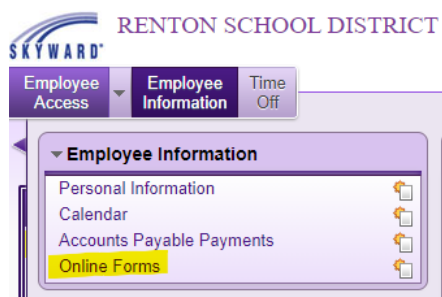 RENTON SCHOOL DISTRICT
SKYWARD®
Employee Access
Employee Information
Time Off
Employee Information
Personal Information
Calendar
Accounts Payable Payments
Online Forms